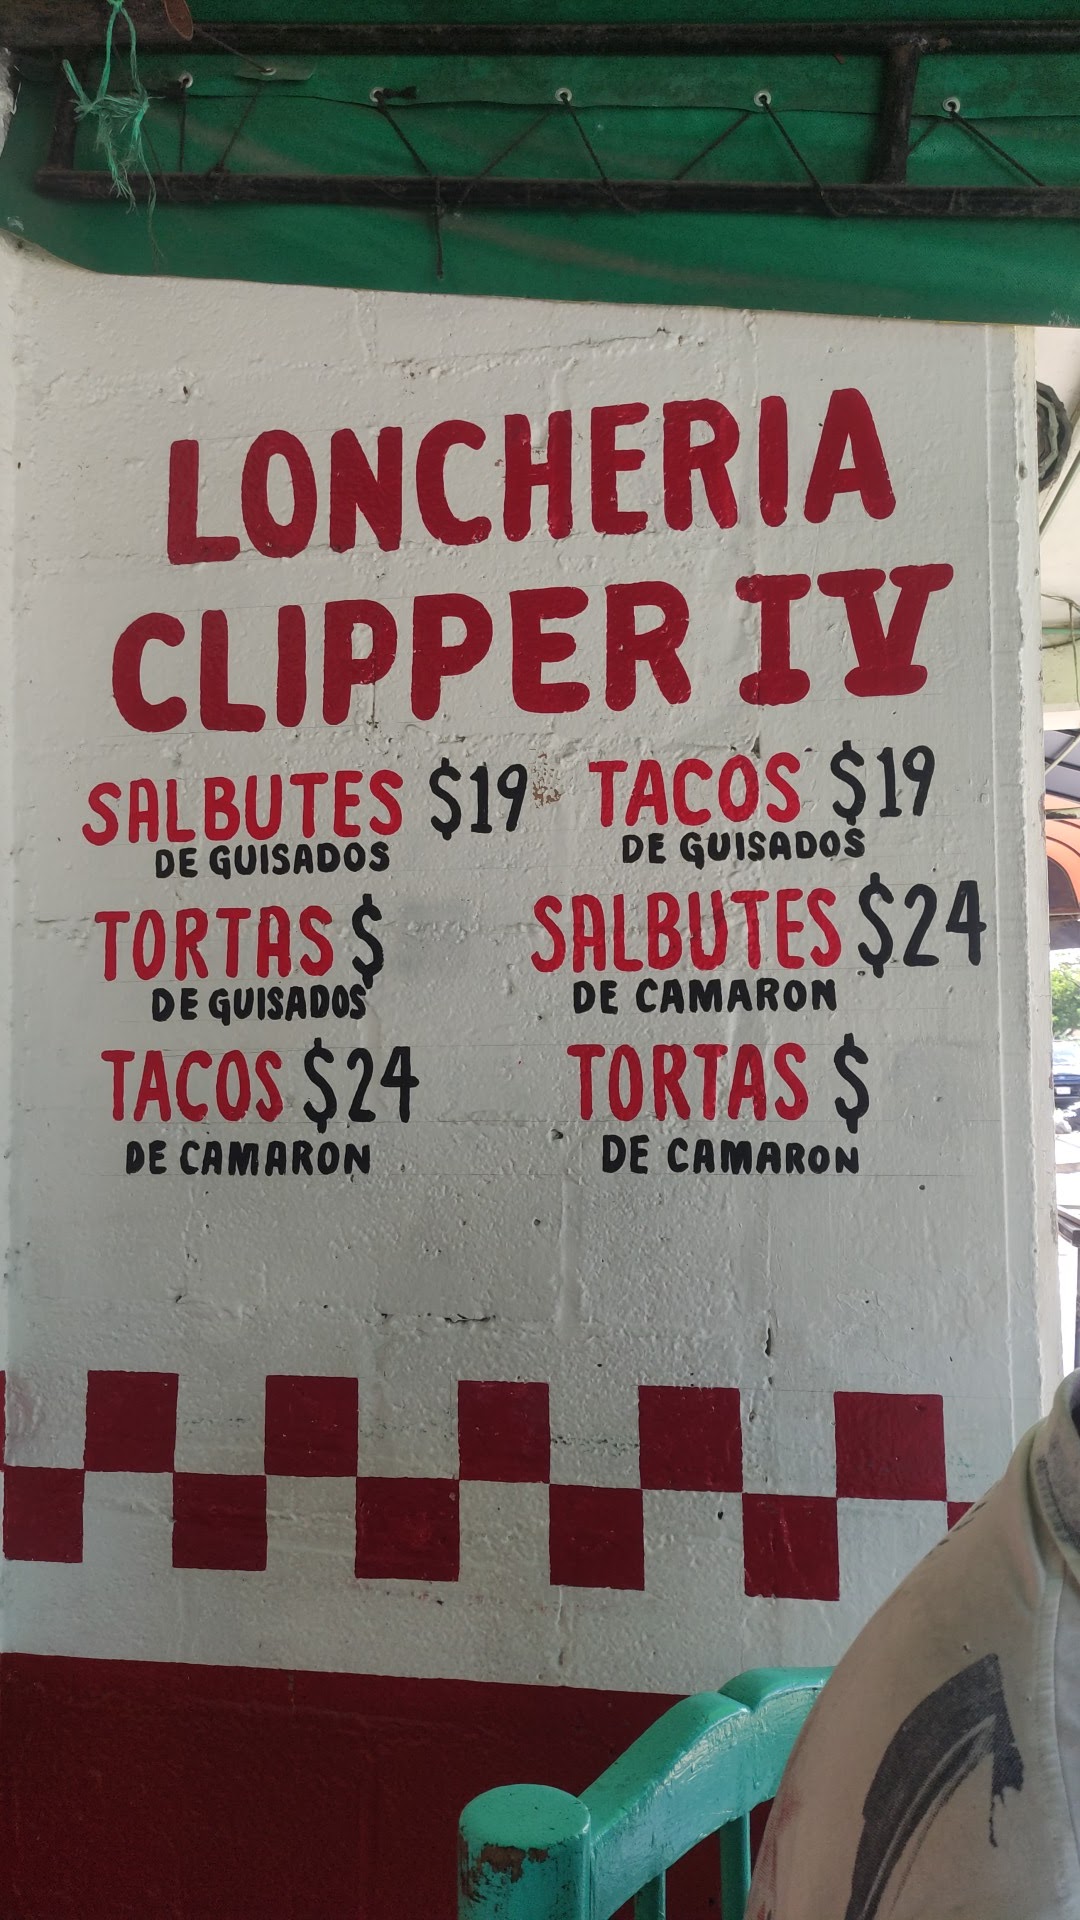 LONCHERIA
CLIPPER IV
SALBUTES $19
DE GUISADOS
TACOS $19
DE GUISADOS
TORTAS $
DE GUISADOS
SALBUTES $24
DE CAMARON
TACOS $24
DE CAMARON
TORTAS $
DE CAMARON